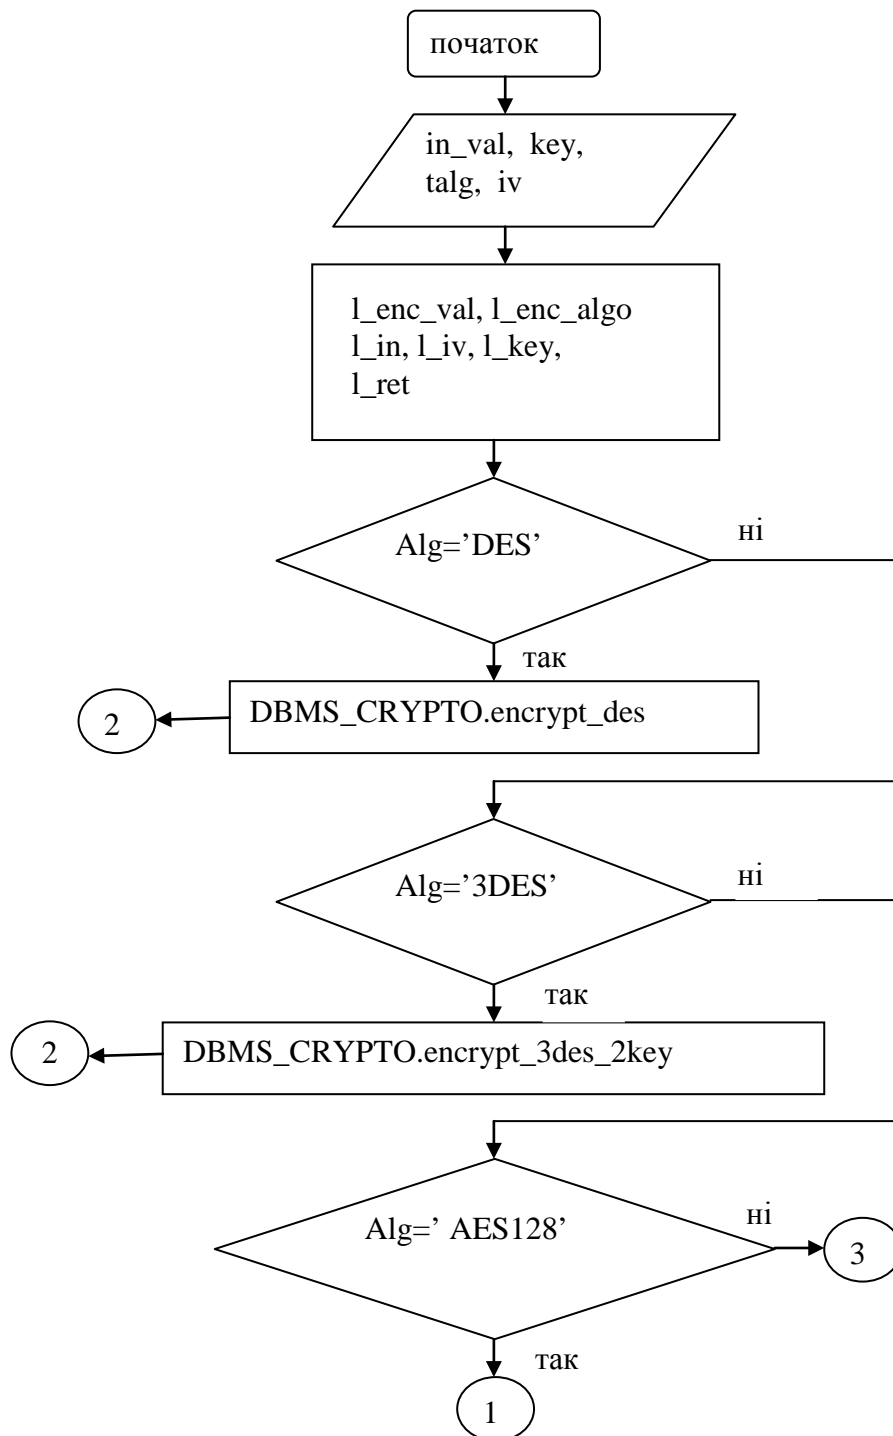 початок
in_val, key,
talg, iv
l_enc_val, l_enc_algo
l_in, l_iv, l_key,
l_ret
Alg=’DES’
ні
так
DBMS_CRYPTO.encrypt_des
2
Alg=’3DES’
ні
так
DBMS_CRYPTO.encrypt_3des_2key
2
Alg=’ AES128’
ні
3
так
1